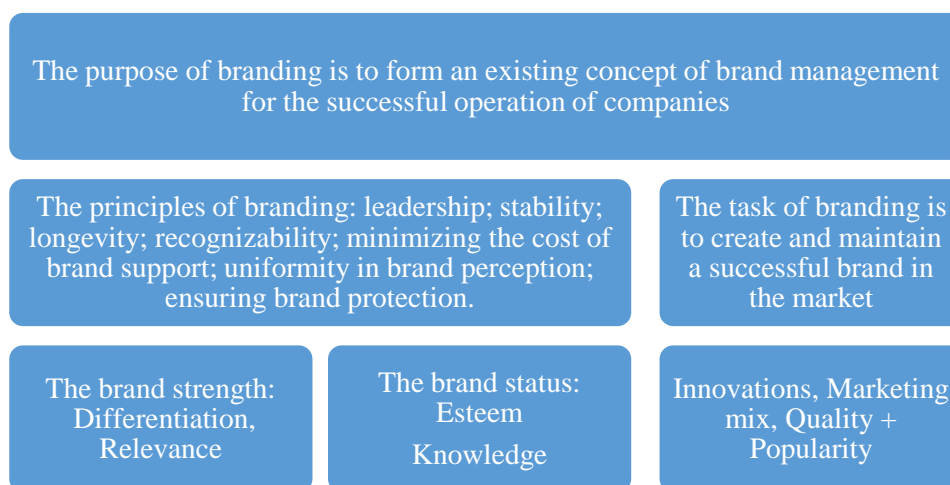 The purpose of branding is to form an existing concept of brand management
for the successful operation of companies
The principles of branding: leadership; stability;
longevity; recognizability; minimizing the cost of
brand support; uniformity in brand perception;
ensuring brand protection.
The task of branding is
to create and maintain
a successful brand in
the market
The brand strength:
Differentiation,
Relevance
The brand status:
Esteem
Knowledge
Innovations, Marketing
mix, Quality +
Popularity